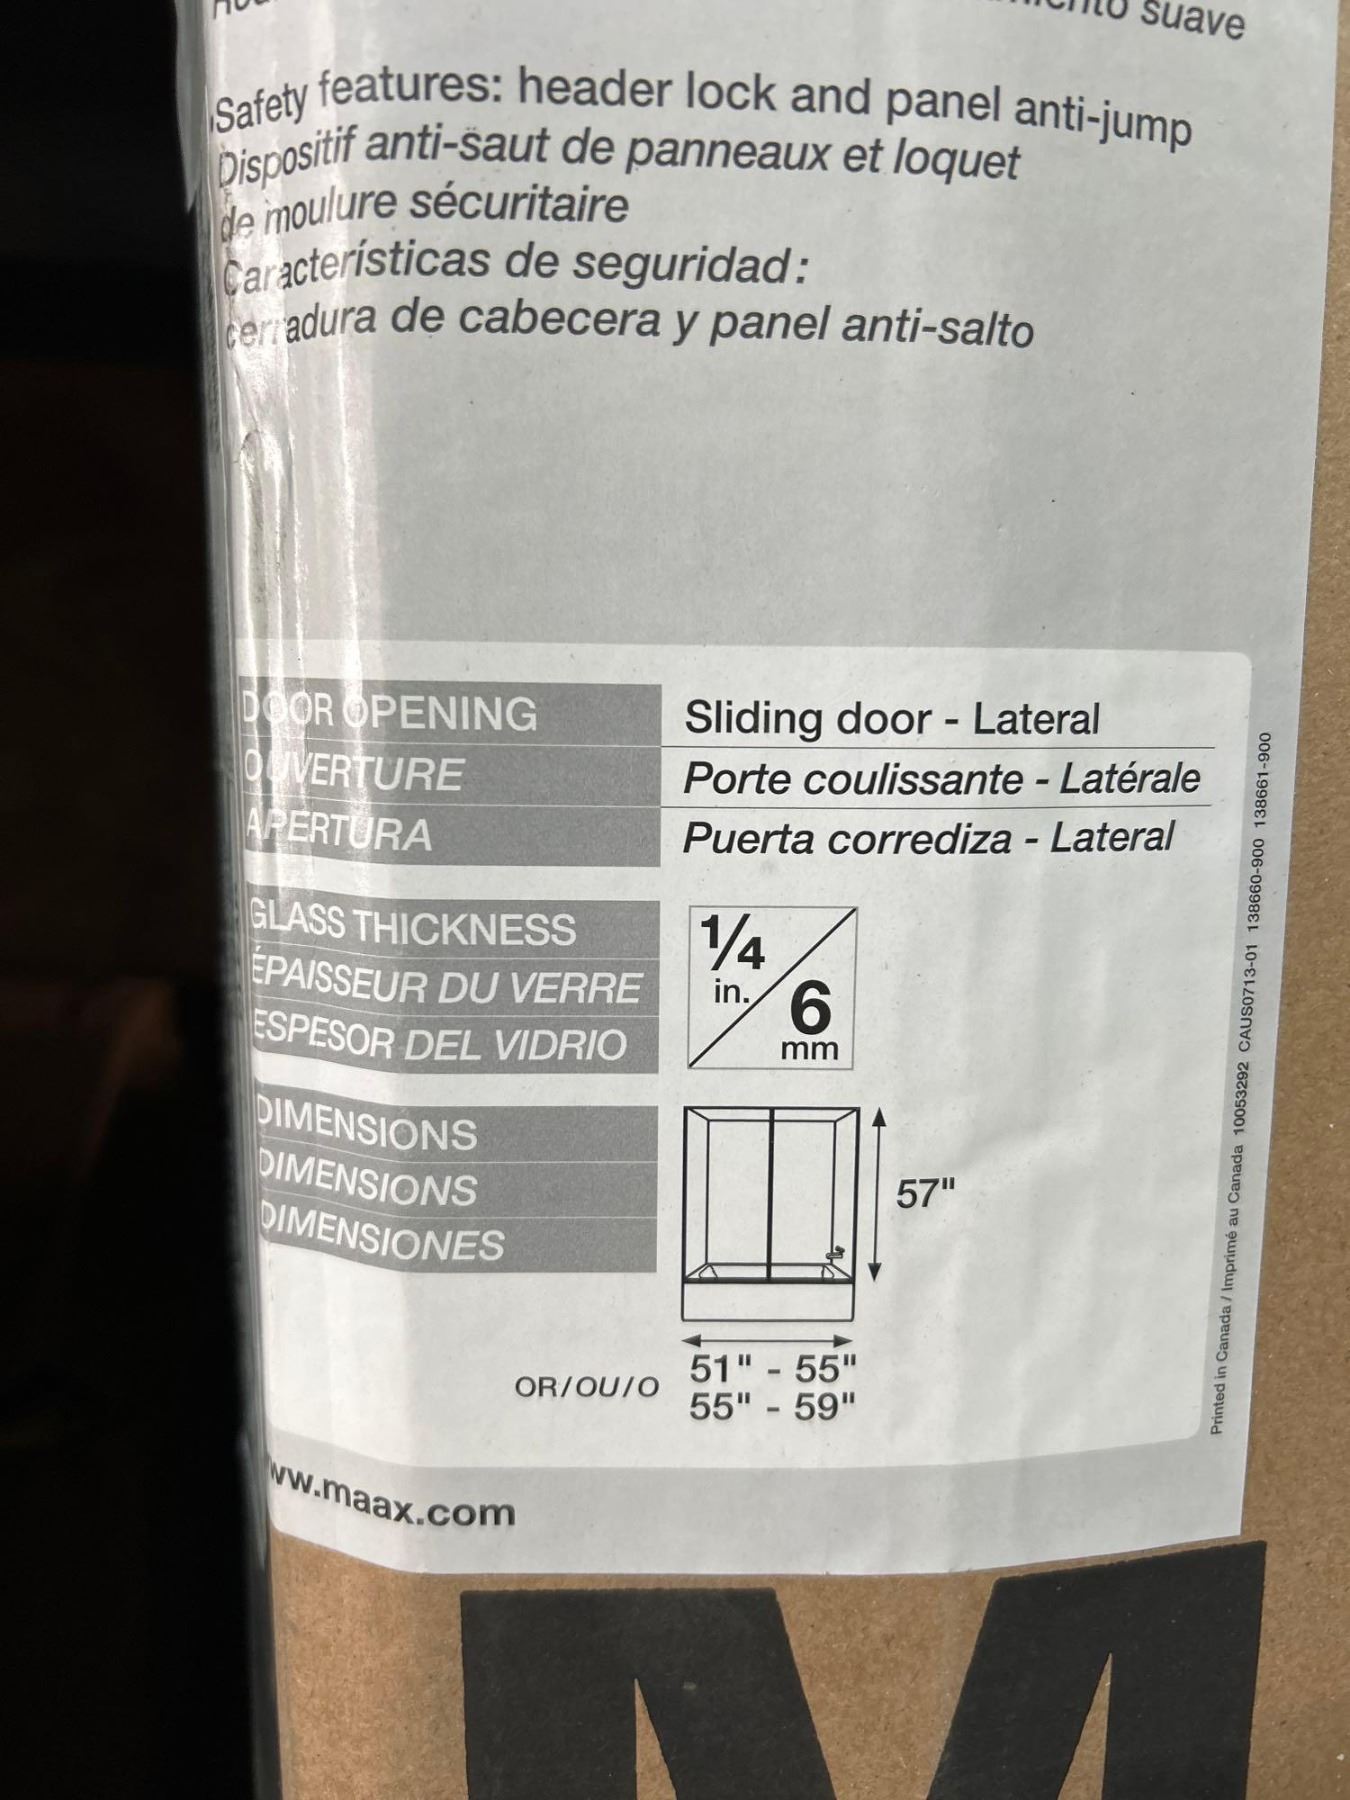 suave
Safety features: header lock and panel anti-jump
Dispositif anti-saut de panneaux et loquet
de moulure sécuritaire
Características de seguridad:
cerradura de cabecera y panel anti-salto
DOOR OPENING Sliding door - Lateral
OUVERTURE Porte coulissante - Latérale
APERTURA Puerta corrediza - Lateral
GLASS THICKNESS
ÉPAISSEUR DU VERRE
ESPESOR DEL VIDRIO
1/4
in.
6
mm
DIMENSIONS
DIMENSIONS
DIMENSIONES
57"
OR/OU/O
51" - 55"
55" - 59"
Printed in Canada / Imprimé au Canada 10053292 CAUS0713-01 138660-900 138661-900
www.maax.com
M